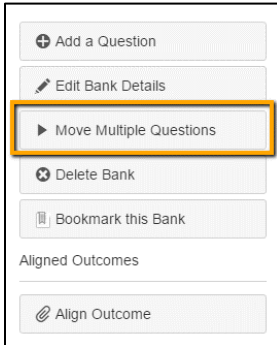 Add a Question
Edit Bank Details
Move Multiple Questions
Delete Bank
Bookmark this Bank
Aligned Outcomes
Align Outcome